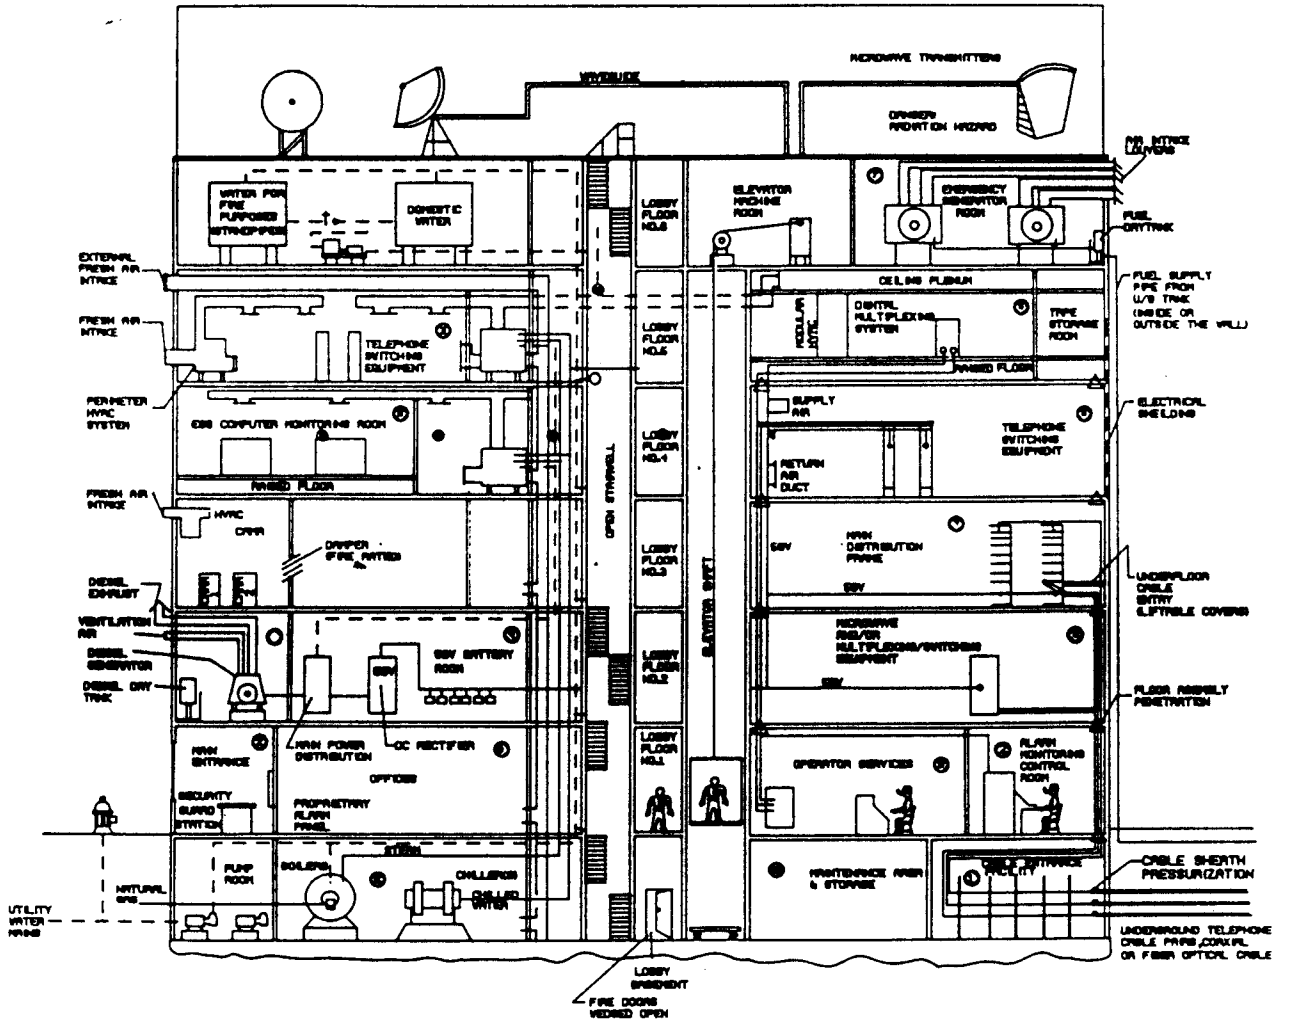 WAVEGUIDE
MICROWAVE TRANSMITTERS
DANGER!
RADIATION HAZARD
AIR INTAKE
LOUVERS
WATER FOR
FIRE
PURPOSES
DOMESTIC
WATER
LOBBY
FLOOR
NO.6
ELEVATOR
MACHINE
ROOM
EMERGENCY
GENERATOR
ROOM
FUEL
DAYTANK
EXTERNAL
FRESH AIR
INTAKE
CEILING PLENUM
FUEL SUPPLY
PIPE FROM
U/G TANK
(INSIDE OR
OUTSIDE THE WALL)
FRESH AIR
INTAKE
TELEPHONE
SWITCHING
EQUIPMENT
LOBBY
FLOOR
NO.5
MODULAR
HVAC
DIGITAL
MULTIPLEXING
SYSTEM
TAPE
STORAGE
ROOM
RAISED FLOOR
PERIMETER
HVAC
SYSTEM
ESS COMPUTER MONITORING ROOM
RAISED FLOOR
LOBBY
FLOOR
NO.4
SUPPLY
AIR
RETURN
AIR
DUCT
TELEPHONE
SWITCHING
EQUIPMENT
ELECTRICAL
SHEILDING
OPEN STAIRWELL
FRESH AIR
INTAKE
HVAC
CAMA
DAMPER
LOBBY
FLOOR
NO.3
ELEVATOR SHAFT
MAIN
DISTRIBUTION
FRAME
UNDERFLOOR
CABLE
ENTRY
(LIFTABLE COVERS)
DIESEL
EXHAUST
VENTILATION
AIR
DIESEL
GENERATOR
DIESEL DAY
TANK
BATTERY
ROOM
LOBBY
FLOOR
NO.2
MICROWAVE
AND/OR
MULTIPLEXING/SWITCHING
EQUIPMENT
FLOOR ASSEMBLY
PENETRATION
MAIN
ENTRANCE
MAIN POWER
DISTRIBUTION
DC RECTIFIER
OFFICES
SECURITY
GUARD
STATION
PROPRIETARY
ALARM
PANEL
LOBBY
FLOOR
NO.1
OPERATOR SERVICES
ALARM
MONITORING
CONTROL
ROOM
STEAM
PUMP
ROOM
BOILERS
CHILLERS
CHILLED
WATER
NATURAL
GAS
UTILITY
WATER
MAINS
MAINTENANCE AREA
& STORAGE
CABLE ENTRANCE
FACILITY
CABLE SHEATH
PRESSURIZATION
UNDERGROUND TELEPHONE
CABLE PAIRS, COAXIAL
OR FIBER OPTICAL CABLE
LOBBY
BASEMENT
FIRE DOORS
WEDGED OPEN